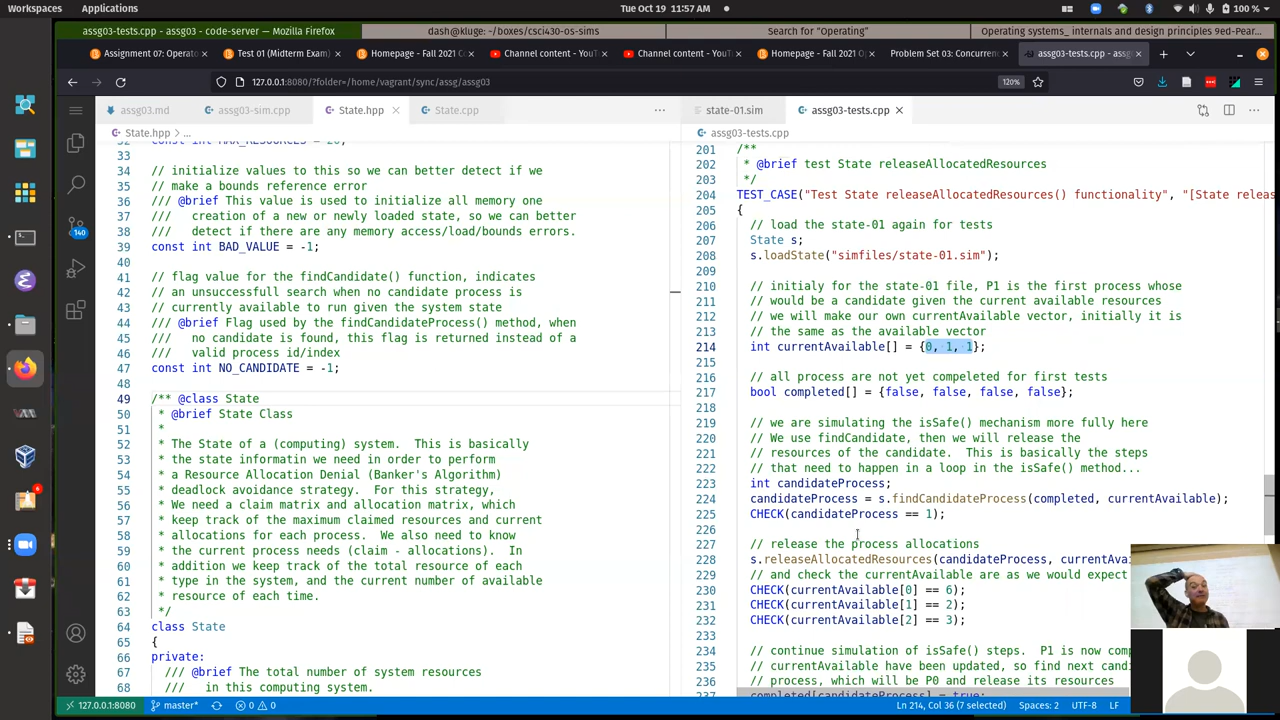 Workspaces Applications Tue Oct 19 11:57 AM 100 %
assg03-tests.cpp - assg03 - code-server — Mozilla Firefox
dash@kluge: ~/boxes/csci430-os-sims
Search for "Operating"
Operating systems_ internals and design principles 9ed-Pear...
Assignment 07: Operato
Test 01 (Midterm Exam)
Homepage - Fall 2021 C
Channel content - YouTu
Channel content - YouTu
Homepage - Fall 2021 Op
Problem Set 03: Concurren
assg03-tests.cpp - assg
127.0.0.1:8080/?folder=/home/vagrant/sync/assg/assg03
120%
assg03.md
assg03-sim.cpp
State.hpp
State.cpp
State.hpp > ...
32 const int MAX_RESOURCES = 20;
33
34 // initialize values to this so we can better detect if we
35 // make a bounds reference error
36 /// @brief This value is used to initialize all memory one
37 /// creation of a new or newly loaded state, so we can better
38 /// detect if there are any memory access/load/bounds errors.
39 const int BAD_VALUE = -1;
40
41 // flag value for the findCandidate() function, indicates
42 // an unsuccessfull search when no candidate process is
43 // currently available to run given the system state
44 /// @brief Flag used by the findCandidateProcess() method, when
45 /// no candidate is found, this flag is returned instead of a
46 /// valid process id/index
47 const int NO_CANDIDATE = -1;
48
49 /** @class State
50 * @brief State Class
51 *
52 * The State of a (computing) system. This is basically
53 * the state informatin we need in order to perform
54 * a Resource Allocation Denial (Banker's Algorithm)
55 * deadlock avoidance strategy. For this strategy,
56 * We need a claim matrix and allocation matrix, which
57 * keep track of the maximum claimed resources and current
58 * allocations for each process. We also need to know
59 * the current process needs (claim - allocations). In
60 * addition we keep track of the total resource of each
61 * type in the system, and the current number of available
62 * resource of each time.
63 */
64 class State
65 {
66 private:
67 /// @brief The total number of system resources
68 /// in this computing system.
state-01.sim
assg03-tests.cpp
assg03-tests.cpp
201 /**
202 * @brief test State releaseAllocatedResources
203 */
204 TEST_CASE("Test State releaseAllocatedResources() functionality", "[State releas
205 {
206 // load the state-01 again for tests
207 State s;
208 s.loadState("simfiles/state-01.sim");
209
210 // initialy for the state-01 file, P1 is the first process whose
211 // would be a candidate given the current available resources
212 // we will make our own currentAvailable vector, initially it is
213 // the same as the available vector
214 int currentAvailable[] = {0, 1, 1};
215
216 // all process are not yet compeleted for first tests
217 bool completed[] = {false, false, false, false};
218
219 // we are simulating the isSafe() mechanism more fully here
220 // We use findCandidate, then we will release the
221 // resources of the candidate. This is basically the steps
222 // that need to happen in a loop in the isSafe() method...
223 int candidateProcess;
224 candidateProcess = s.findCandidateProcess(completed, currentAvailable);
225 CHECK(candidateProcess == 1);
226
227 // release the process allocations
228 s.releaseAllocatedResources(candidateProcess, currentAva
229 // and check the currentAvailable are as we would expect
230 CHECK(currentAvailable[0] == 6);
231 CHECK(currentAvailable[1] == 2);
232 CHECK(currentAvailable[2] == 3);
233
234 // continue simulation of isSafe() steps. P1 is now comp
235 // currentAvailable have been updated, so find next candi
236 // process, which will be P0 and release its resources
237 completed[candidateProcess] = true;
140
6
127.0.0.1:8080
master*
0 0
Ln 214, Col 36 (7 selected)
Spaces: 2
UTF-8
LF